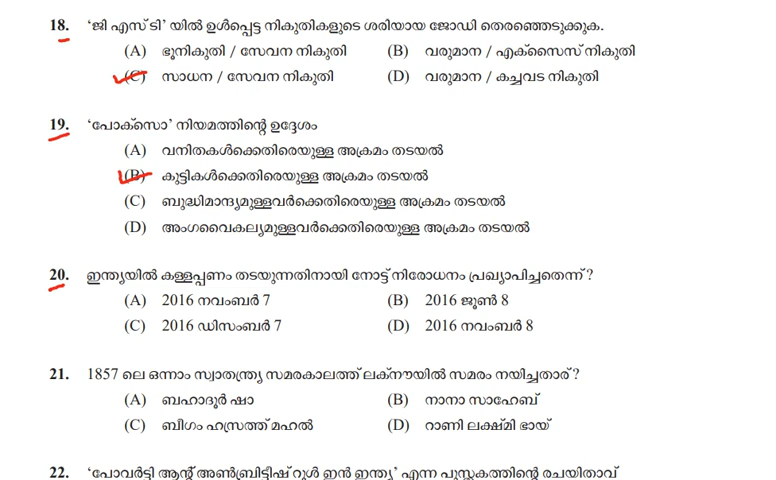 18. 'ജി എസ് ടി' യിൽ ഉൾപ്പെട്ട നികുതികളുടെ ശരിയായ ജോഡി തെരഞ്ഞെടുക്കുക.
(A) ഭൂനികുതി / സേവന നികുതി (B) വരുമാന / എക്സൈസ് നികുതി
(C) സാധന / സേവന നികുതി (D) വരുമാന / കച്ചവട നികുതി
19. 'പോക്സൊ' നിയമത്തിന്റെ ഉദ്ദേശം
(A) വനിതകൾക്കെതിരെയുള്ള അക്രമം തടയൽ
(B) കുട്ടികൾക്കെതിരെയുള്ള അക്രമം തടയൽ
(C) ബുദ്ധിമാന്ദ്യമുള്ളവർക്കെതിരെയുള്ള അക്രമം തടയൽ
(D) അംഗവൈകല്യമുള്ളവർക്കെതിരെയുള്ള അക്രമം തടയൽ
20. ഇന്ത്യയിൽ കള്ളപ്പണം തടയുന്നതിനായി നോട്ട് നിരോധനം പ്രഖ്യാപിച്ചതെന്ന് ?
(A) 2016 നവംബർ 7 (B) 2016 ജൂൺ 8
(C) 2016 ഡിസംബർ 7 (D) 2016 നവംബർ 8
21. 1857 ലെ ഒന്നാം സ്വാതന്ത്ര്യ സമരകാലത്ത് ലക്നൗയിൽ സമരം നയിച്ചതാര് ?
(A) ബഹാദൂർ ഷാ (B) നാനാ സാഹേബ്
(C) ബീഗം ഹസ്രത്ത് മഹൽ (D) റാണി ലക്ഷ്മി ഭായ്
22. 'പോവർട്ടി ആന്റ് അൺബ്രിട്ടീഷ് റൂൾ ഇൻ ഇന്ത്യ' എന്ന പുസ്തകത്തിന്റെ രചയിതാവ്